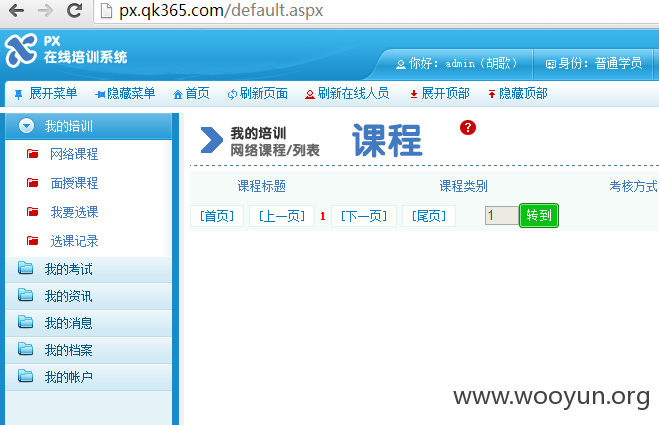 px.qk365.com/default.aspx
PX
在线培训系统
你好：admin（胡歌） 身份：普通学员
展开菜单 隐藏菜单 首页 刷新页面 刷新在线人员 展开顶部 隐藏顶部
我的培训
网络课程
面授课程
我要选课
选课记录
我的考试
我的资讯
我的消息
我的档案
我的帐户
我的培训
网络课程/列表
课程
?
课程标题 课程类别 考核方式
[首页] [上一页] 1 [下一页] [尾页] 1 转到
www.wooyun.org